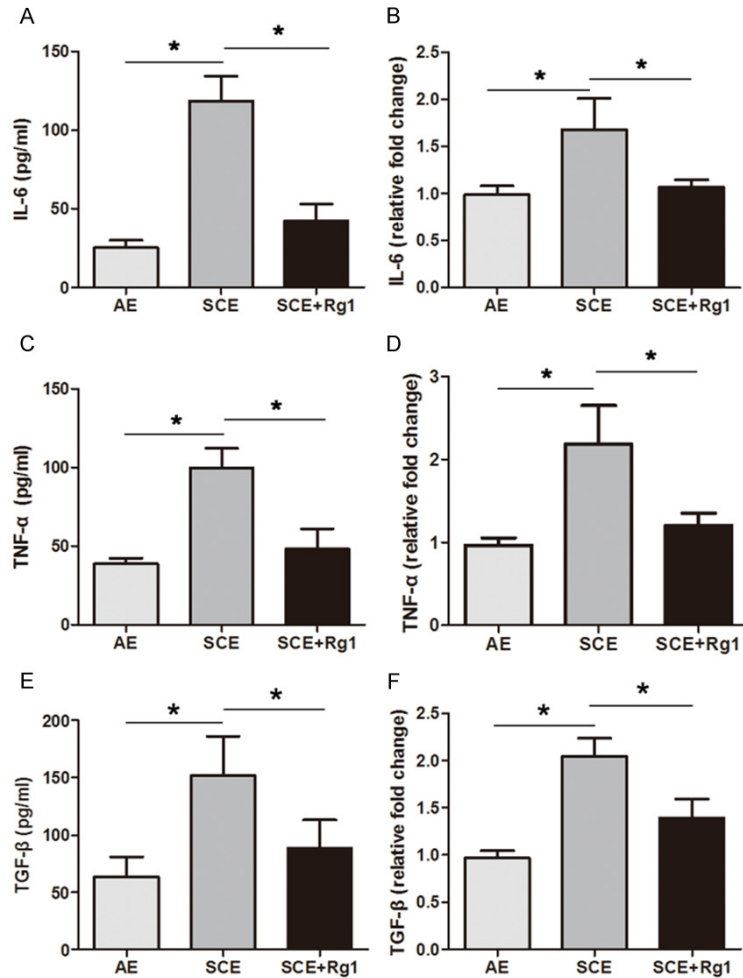 A
IL-6 (pg/ml)
150
100
50
0
*
*
AE
SCE
SCE+Rg1
B
IL-6 (relative fold change)
2.5
2.0
1.5
1.0
0.5
0.0
*
*
AE
SCE
SCE+Rg1
C
TNF-α (pg/ml)
150
100
50
0
*
*
AE
SCE
SCE+Rg1
D
TNF-α (relative fold change)
3
2
1
0
*
*
AE
SCE
SCE+Rg1
E
TGF-β (pg/ml)
200
150
100
50
0
*
*
AE
SCE
SCE+Rg1
F
TGF-β (relative fold change)
2.5
2.0
1.5
1.0
0.5
0.0
*
*
AE
SCE
SCE+Rg1